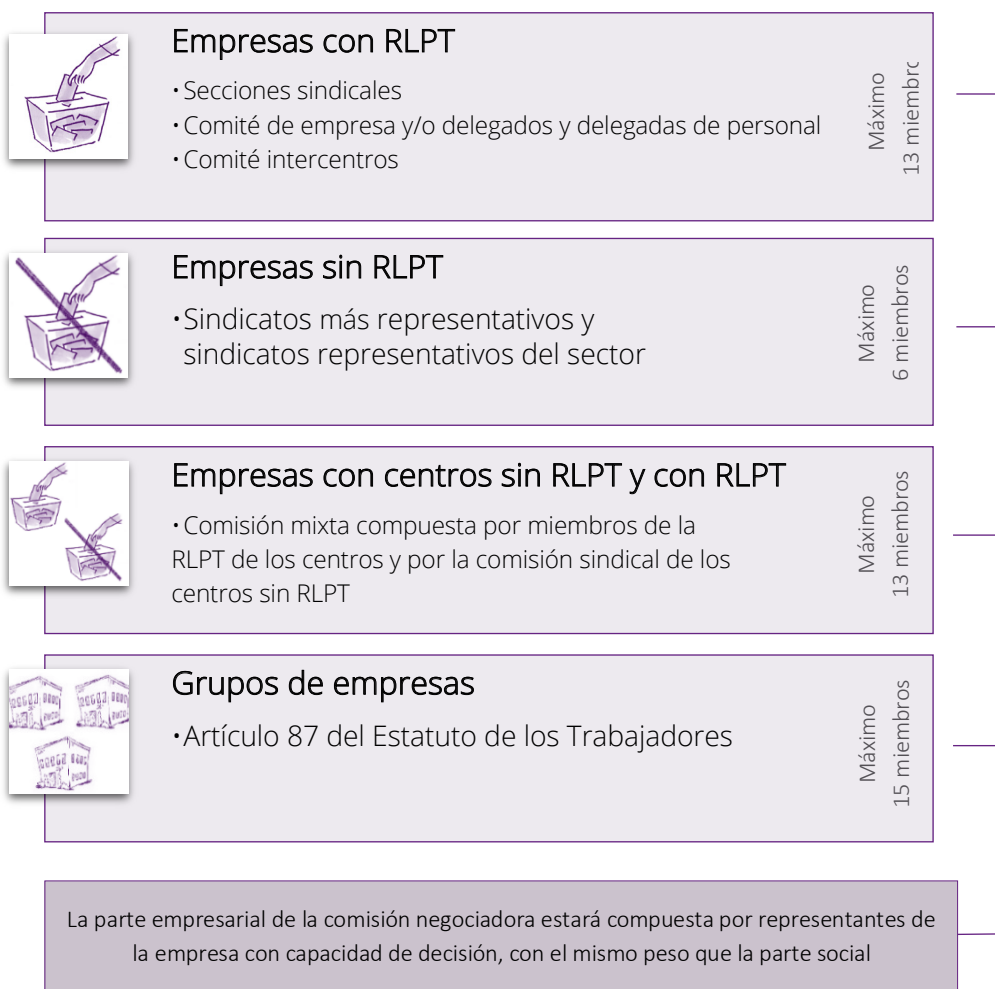 Empresas con RLPT
• Secciones sindicales
• Comité de empresa y/o delegados y delegadas de personal
• Comité intercentros
Máximo
13 miembrc
Empresas sin RLPT
• Sindicatos más representativos y
sindicatos representativos del sector
Máximo
6 miembros
Empresas con centros sin RLPT y con RLPT
• Comisión mixta compuesta por miembros de la
RLPT de los centros y por la comisión sindical de los
centros sin RLPT
Máximo
13 miembros
Grupos de empresas
• Artículo 87 del Estatuto de los Trabajadores
Máximo
15 miembros
La parte empresarial de la comisión negociadora estará compuesta por representantes de
la empresa con capacidad de decisión, con el mismo peso que la parte social